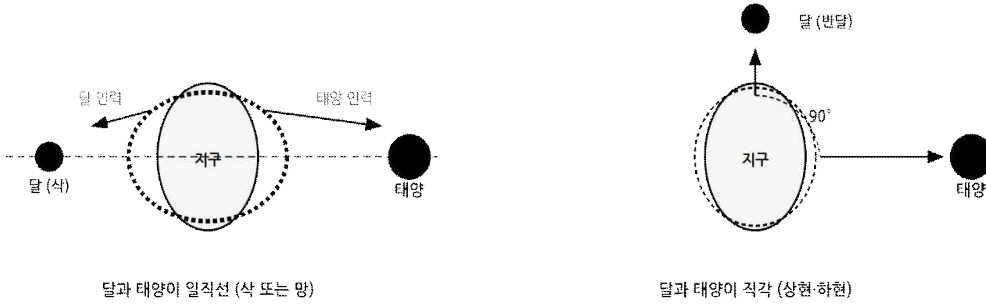 달 (반달)
달 인력
태양 인력
90°
지구
지구
달 (삭)
태양
태양
달과 태양이 일직선 (삭 또는 망)
달과 태양이 직각 (상현·하현)